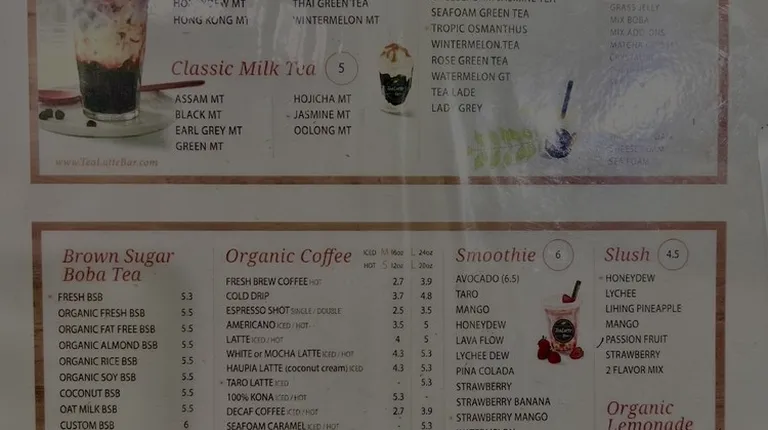 THAI GREEN TEA
HONG KONG MT
WINTERMELON MT
SEAFOAM GREEN TEA
TROPIC OSMANTHUS
WINTERMELON TEA
ROSE GREEN TEA
WATERMELON GT
TEA LADE
LADY GREY
GRASS JELLY
MIX BOBA
Classic Milk Tea 5
ASSAM MT
BLACK MT
EARL GREY MT
GREEN MT
HOJICHA MT
JASMINE MT
OOLONG MT
www.TeaLatteBar.com
Brown Sugar
Boba Tea
FRESH BSB 5.3
ORGANIC FRESH BSB 5.5
ORGANIC FAT FREE BSB 5.5
ORGANIC ALMOND BSB 5.5
ORGANIC RICE BSB 5.5
ORGANIC SOY BSB 5.5
COCONUT BSB 5.5
OAT MILK BSB 5.5
CUSTOM BSB 6
Organic Coffee
ICED M 16oz L 24oz
HOT S 12oz L 20oz
FRESH BREW COFFEE HOT 2.7 3.9
COLD DRIP 3.7 4.8
ESPRESSO SHOT SINGLE / DOUBLE 2.5 3.5
AMERICANO ICED / HOT 3.5 5
LATTE ICED / HOT 4 5
WHITE or MOCHA LATTE ICED / HOT 4.3 5.3
HAUPIA LATTE (coconut cream) ICED 4.3 5.3
TARO LATTE ICED - 5.3
100% KONA ICED / HOT 5.3 -
DECAF COFFEE ICED / HOT 2.7 3.9
SEAFOAM CARAMEL ICED / HOT - 5.3
Smoothie 6
AVOCADO (6.5)
TARO
MANGO
HONEYDEW
LAVA FLOW
LYCHEE DEW
PIÑA COLADA
STRAWBERRY
STRAWBERRY BANANA
STRAWBERRY MANGO
Slush 4.5
HONEYDEW
LYCHEE
LIHING PINEAPPLE
MANGO
PASSION FRUIT
STRAWBERRY
2 FLAVOR MIX
Organic
Lemonade